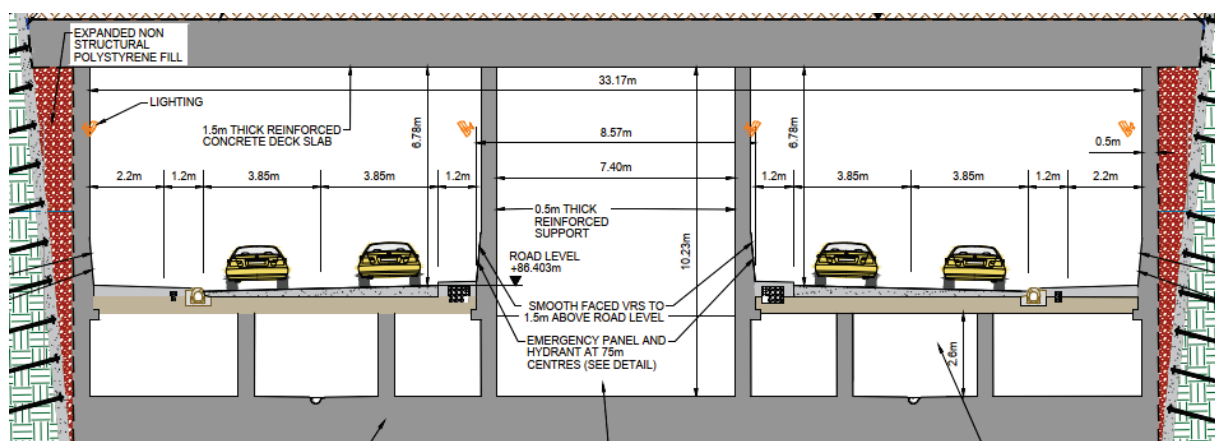 EXPANDED NON
STRUCTURAL
POLYSTYRENE FILL
33.17m
LIGHTING
1.5m THICK REINFORCED
CONCRETE DECK SLAB
6.78m
8.57m
6.78m
0.5m
2.2m
1.2m
3.85m
3.85m
1.2m
7.40m
1.2m
3.85m
3.85m
1.2m
2.2m
0.5m THICK
REINFORCED
SUPPORT
ROAD LEVEL
+86.403m
10.23m
SMOOTH FACED VRS TO
1.5m ABOVE ROAD LEVEL
EMERGENCY PANEL AND
HYDRANT AT 75m
CENTRES (SEE DETAIL)
2.6m